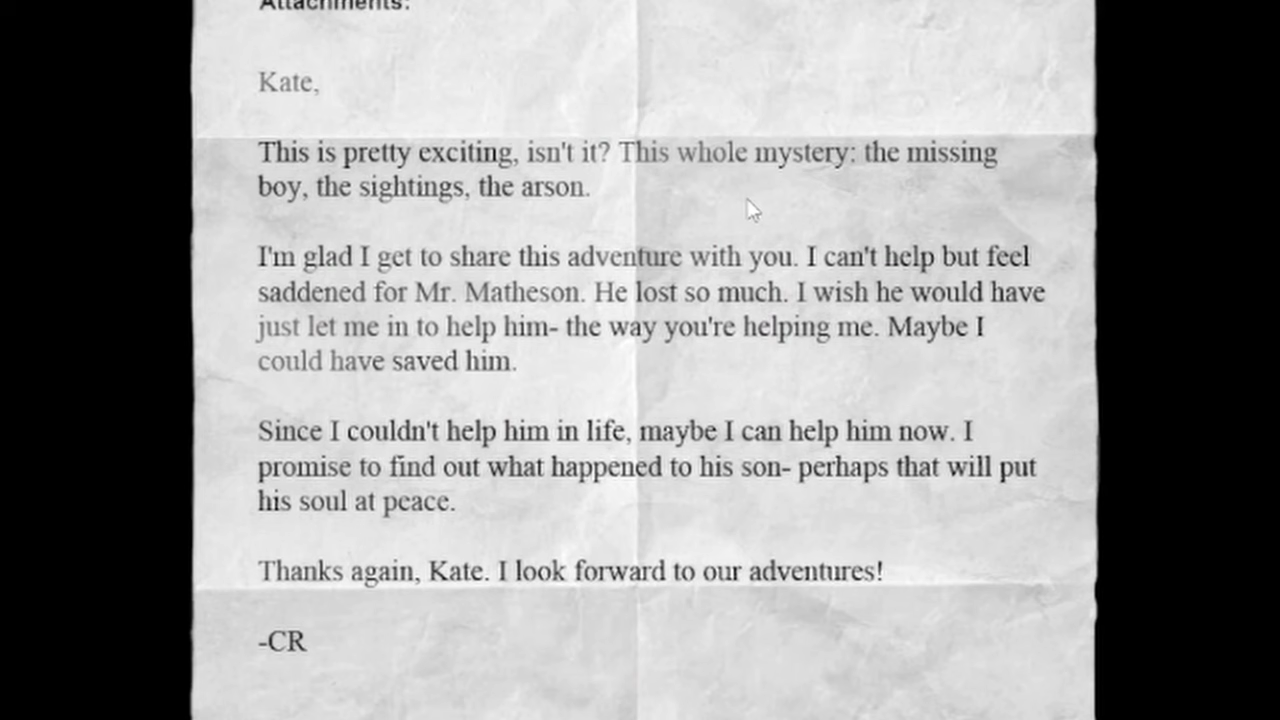 Attachments:
Kate,
This is pretty exciting, isn't it? This whole mystery: the missing
boy, the sightings, the arson.
I'm glad I get to share this adventure with you. I can't help but feel
saddened for Mr. Matheson. He lost so much. I wish he would have
just let me in to help him- the way you're helping me. Maybe I
could have saved him.
Since I couldn't help him in life, maybe I can help him now. I
promise to find out what happened to his son- perhaps that will put
his soul at peace.
Thanks again, Kate. I look forward to our adventures!
-CR